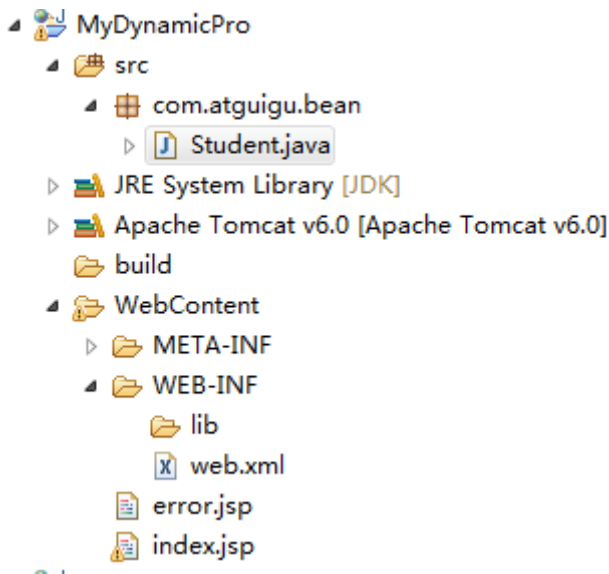 MyDynamicPro
src
com.atguigu.bean
Student.java
JRE System Library [JDK]
Apache Tomcat v6.0 [Apache Tomcat v6.0]
build
WebContent
META-INF
WEB-INF
lib
web.xml
error.jsp
index.jsp